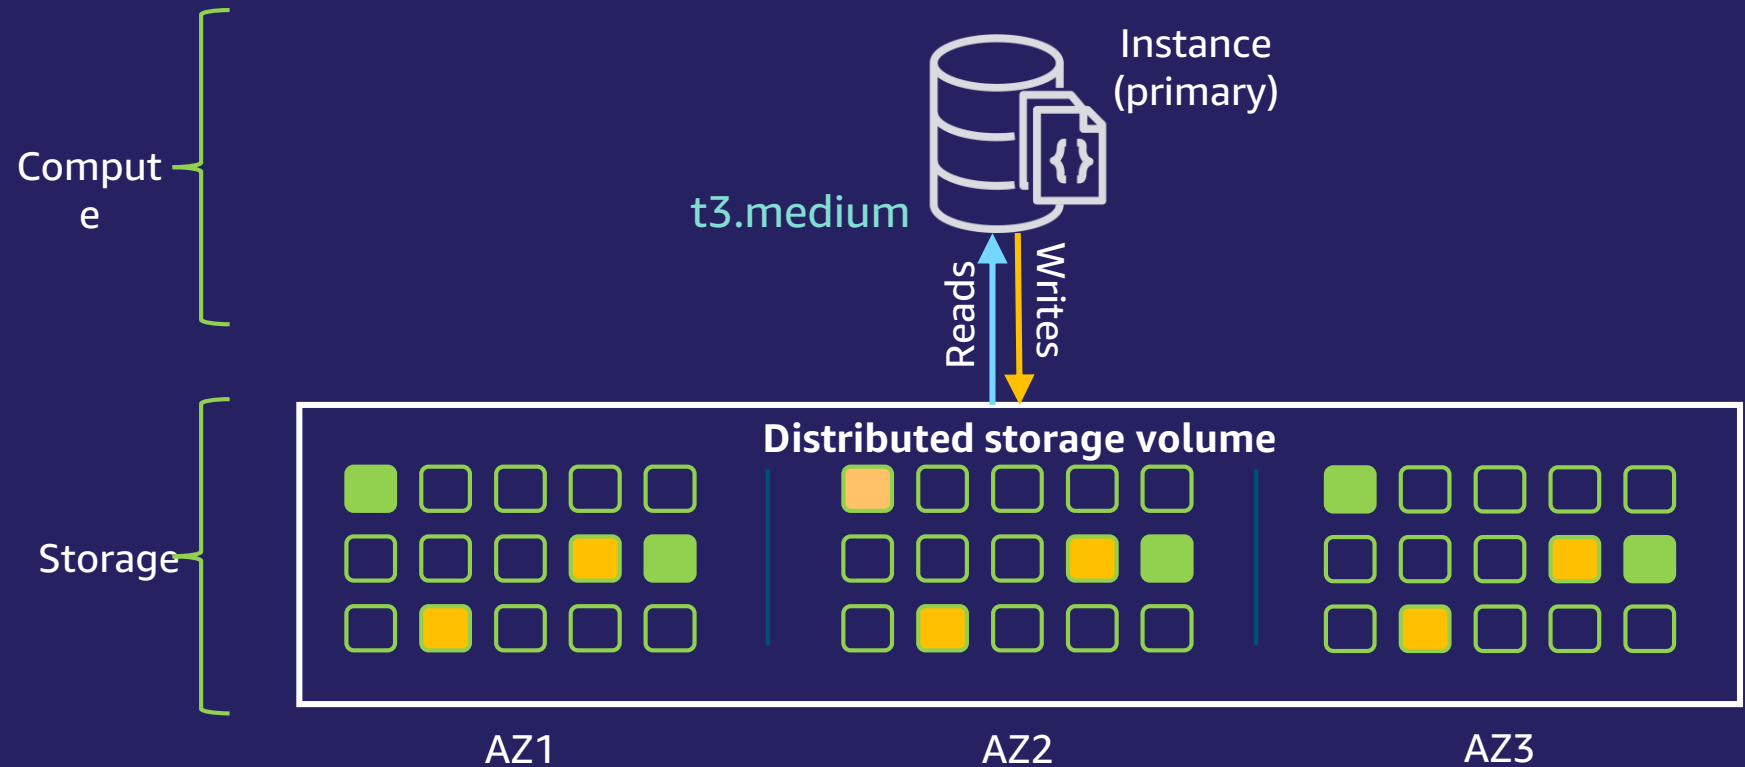 Instance
(primary)
Comput
e
t3.medium
Reads
Writes
Distributed storage volume
Storage
AZ1
AZ2
AZ3